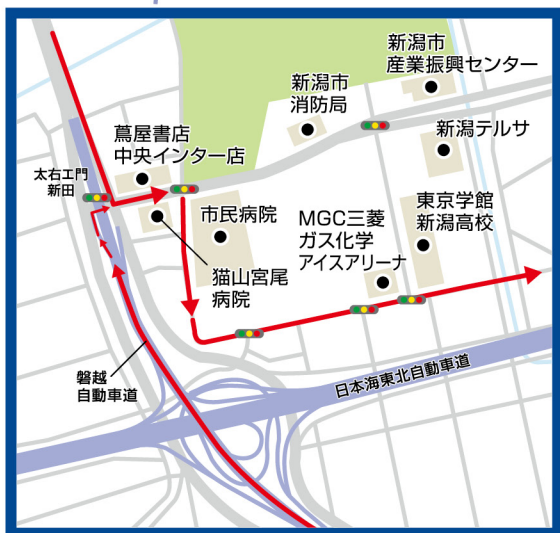 新潟市
産業振興センター
新潟市
消防局
新潟テルサ
蔦屋書店
中央インター店
太右エ門
新田
市民病院
MGC三菱
ガス化学
アイスアリーナ
東京学館
新潟高校
猫山宮尾
病院
磐越
自動車道
日本海東北自動車道